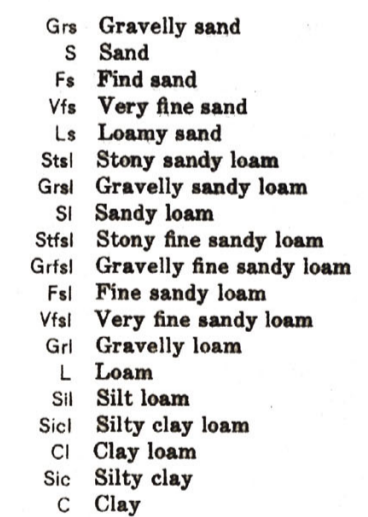 Grs Gravelly sand
S Sand
Fs Find sand
Vfs Very fine sand
Ls Loamy sand
Stsl Stony sandy loam
Grsl Gravelly sandy loam
Sl Sandy loam
Stfsl Stony fine sandy loam
Grfsl Gravelly fine sandy loam
Fsl Fine sandy loam
Vfsl Very fine sandy loam
Grl Gravelly loam
L Loam
Sil Silt loam
Sicl Silty clay loam
Cl Clay loam
Sic Silty clay
C Clay